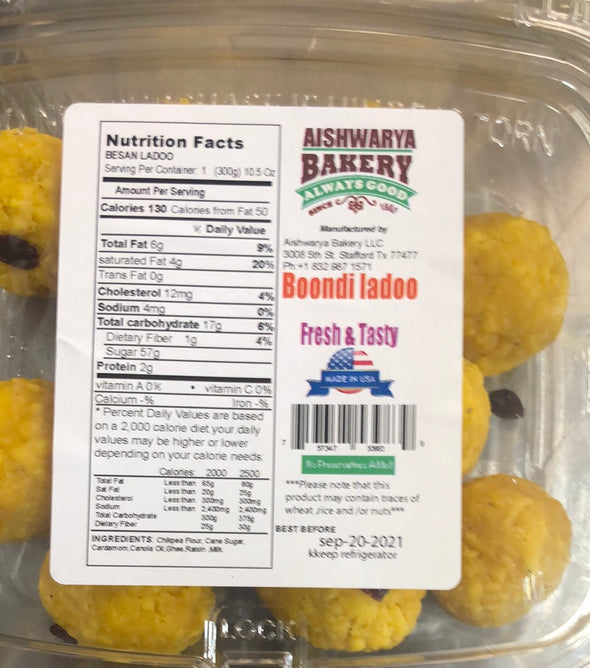 Nutrition Facts
BESAN LADOO
Serving Per Container: 1 (300g) 10.5 Oz
Amount Per Serving
Calories 130 Calories from Fat 50
% Daily Value
Total Fat 6g 9%
saturated Fat 4g 20%
Trans Fat 0g
Cholesterol 12mg 4%
Sodium 4mg 0%
Total carbohydrate 17g 6%
Dietary Fiber 1g 4%
Sugar 57g
Protein 2g
vitamin A 0% • vitamin C 0%
Calcium -% Iron -%
* Percent Daily Values are based
on a 2,000 calorie diet your daily
values may be higher or lower
depending on your calorie needs:
Calories: 2000 2500
Total Fat Less than 65g 80g
Sat Fat Less than 20g 25g
Cholesterol Less than 300mg 300mg
Sodium Less than 2,400mg 2,400mg
Total Carbohydrate 300g 375g
Dietary Fiber 25g 30g
INGREDIENTS: Chikpea Flour, Cane Sugar,
Cardamom, Canola Oil, Ghee, Raisin, Milk.
AISHWARYA
BAKERY
ALWAYS GOOD
SINCE
Manufactured by
Aishwarya Bakery LLC
3008 5th St. Stafford Tx 77477
Ph:+1 832 987 1571
Boondi ladoo
Fresh & Tasty
MADE IN USA
No Preservatives Added
***Please note that this
product may contain traces of
wheat ,rice and /or nuts***
BEST BEFORE
sep-20-2021
kkeep refrigerator
LOCK